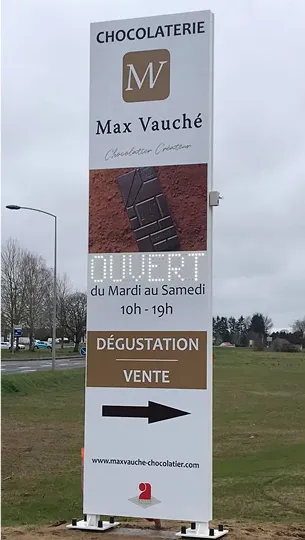 CHOCOLATERIE
MV
Max Vauché
Chocolatier Créateur
OUVERT
du Mardi au Samedi
10h - 19h
DÉGUSTATION
VENTE
www.maxvauche-chocolatier.com